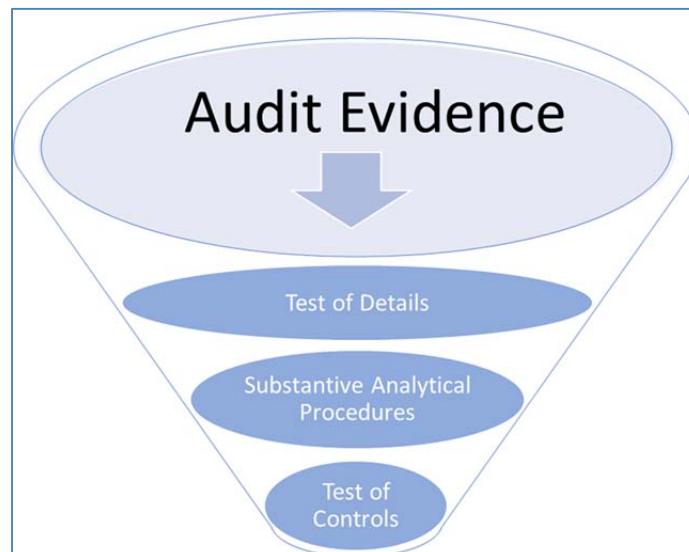 Audit Evidence
Test of Details
Substantive Analytical
Procedures
Test of
Controls